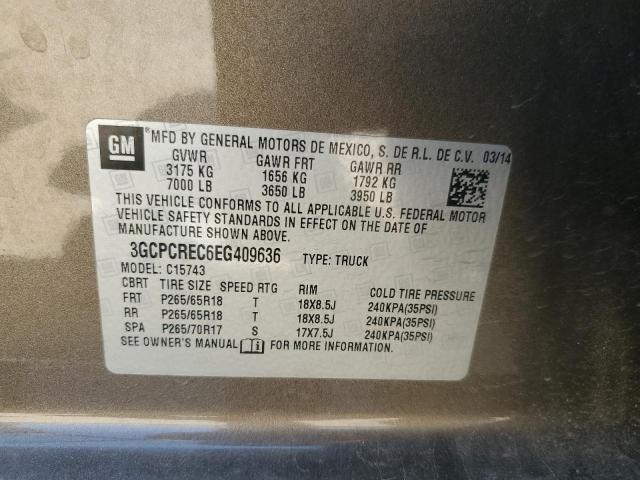 GM ® MFD BY GENERAL MOTORS DE MEXICO, S. DE R.L. DE C.V. 03/14
GVWR GAWR FRT GAWR RR
3175 KG 1656 KG 1792 KG
7000 LB 3650 LB 3950 LB
THIS VEHICLE CONFORMS TO ALL APPLICABLE U.S. FEDERAL MOTOR
VEHICLE SAFETY STANDARDS IN EFFECT ON THE DATE OF
MANUFACTURE SHOWN ABOVE.
3GCPCREC6EG409636 TYPE: TRUCK
MODEL: C15743
CBRT TIRE SIZE SPEED RTG RIM COLD TIRE PRESSURE
FRT P265/65R18 T 18X8.5J 240KPA(35PSI)
RR P265/65R18 T 18X8.5J 240KPA(35PSI)
SPA P265/70R17 S 17X7.5J 240KPA(35PSI)
SEE OWNER'S MANUAL FOR MORE INFORMATION.